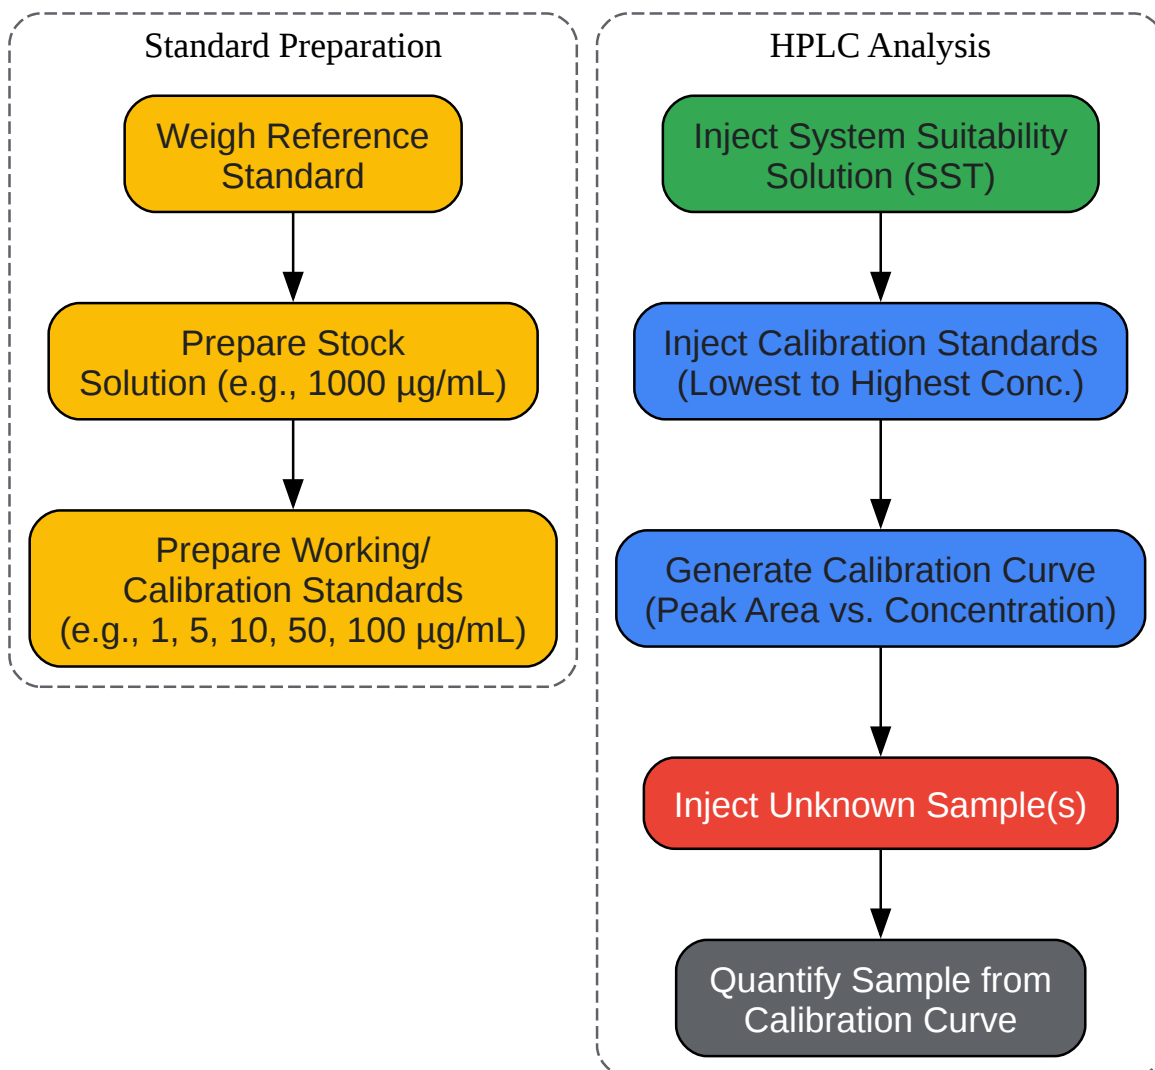 Standard Preparation
Weigh Reference
Standard
Prepare Stock
Solution (e.g., 1000 µg/mL)
Prepare Working/
Calibration Standards
(e.g., 1, 5, 10, 50, 100 µg/mL)
HPLC Analysis
Inject System Suitability
Solution (SST)
Inject Calibration Standards
(Lowest to Highest Conc.)
Generate Calibration Curve
(Peak Area vs. Concentration)
Inject Unknown Sample(s)
Quantify Sample from
Calibration Curve